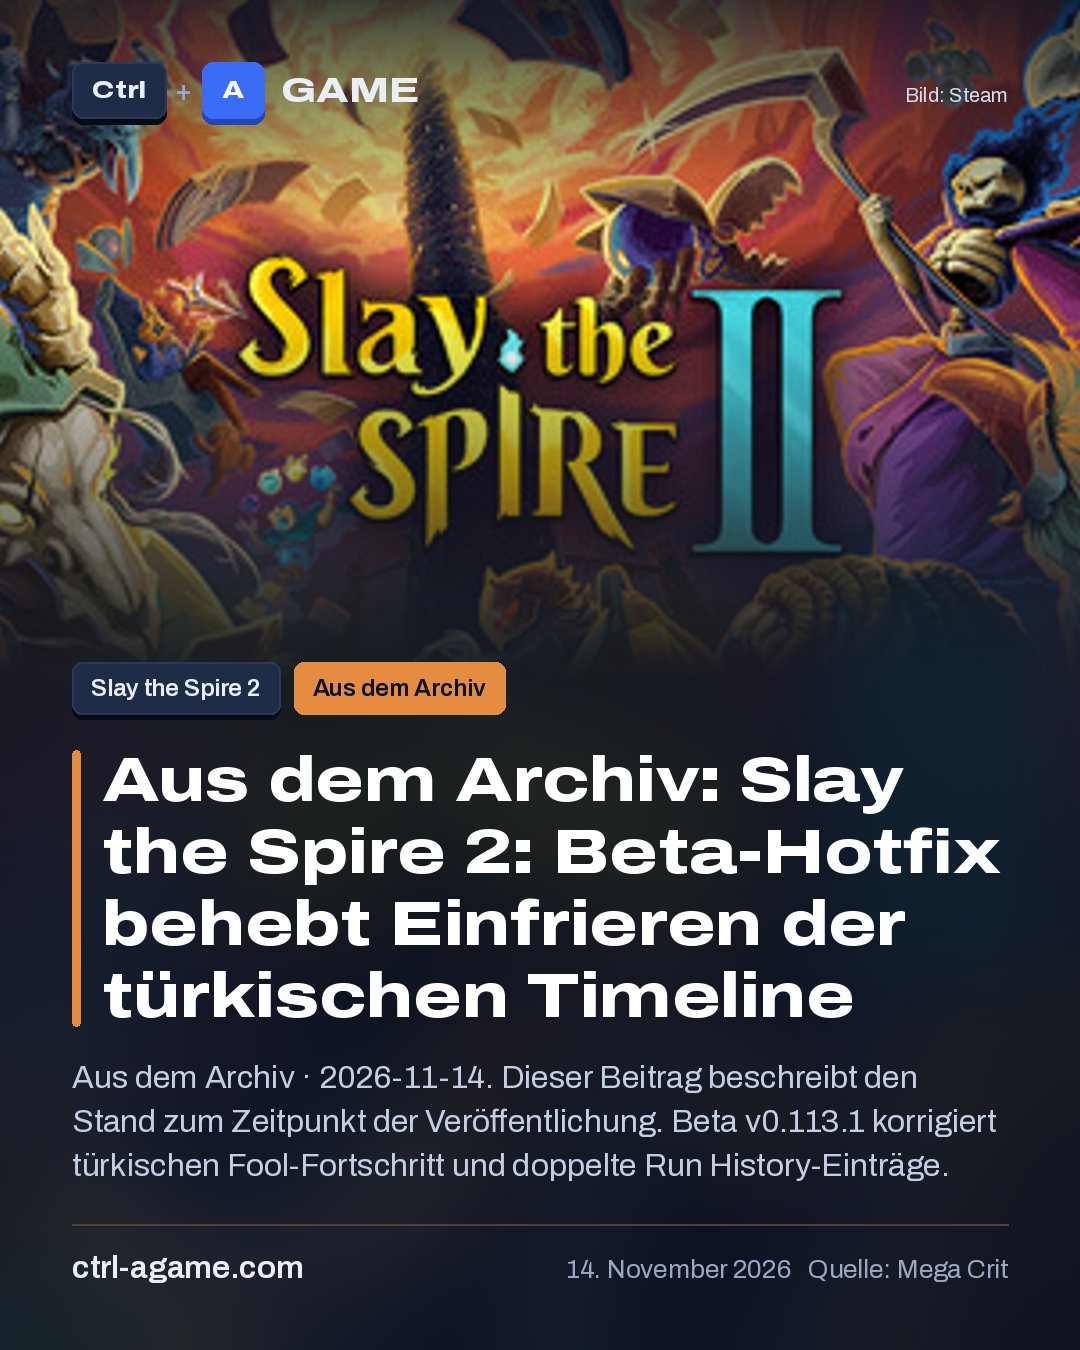 Ctrl + A GAME
Bild: Steam
Slay the
SPIRE II
Slay the Spire 2
Aus dem Archiv
Aus dem Archiv: Slay
the Spire 2: Beta-Hotfix
behebt Einfrieren der
türkischen Timeline
Aus dem Archiv · 2026-11-14. Dieser Beitrag beschreibt den
Stand zum Zeitpunkt der Veröffentlichung. Beta v0.113.1 korrigiert
türkischen Fool-Fortschritt und doppelte Run History-Einträge.
ctrl-agame.com
14. November 2026 Quelle: Mega Crit